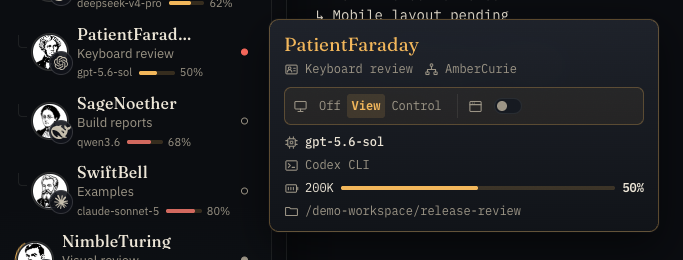 deepseek-v4-pro 62%
PatientFarad...
Keyboard review
gpt-5.6-sol 50%
SageNoether
Build reports
qwen3.6 68%
SwiftBell
Examples
claude-sonnet-5 80%
NimbleTuring
Visual review
↳ Mobile layout pending
PatientFaraday
Keyboard review AmberCurie
Off View Control
gpt-5.6-sol
Codex CLI
200K 50%
/demo-workspace/release-review